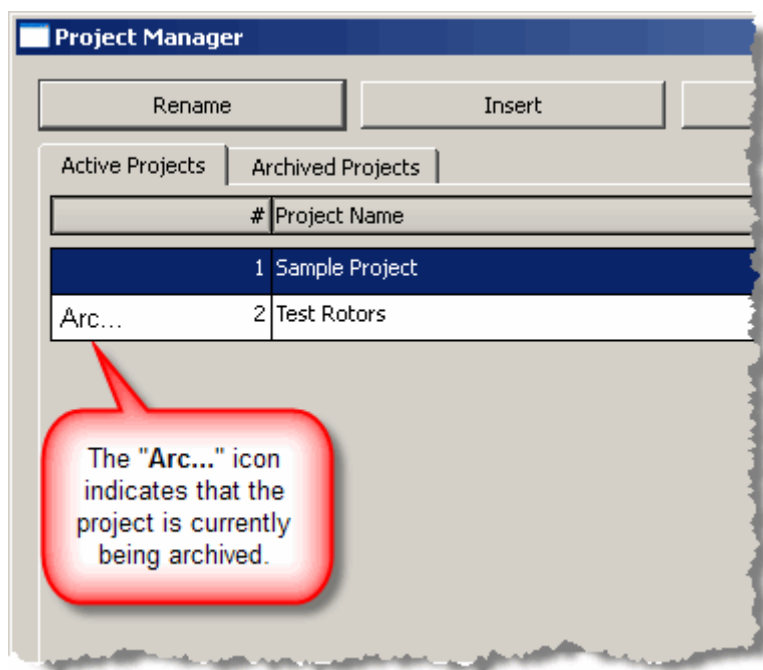 Project Manager
Rename Insert
Active Projects Archived Projects
# Project Name
1 Sample Project
Arc... 2 Test Rotors
The "Arc..." icon
indicates that the
project is currently
being archived.